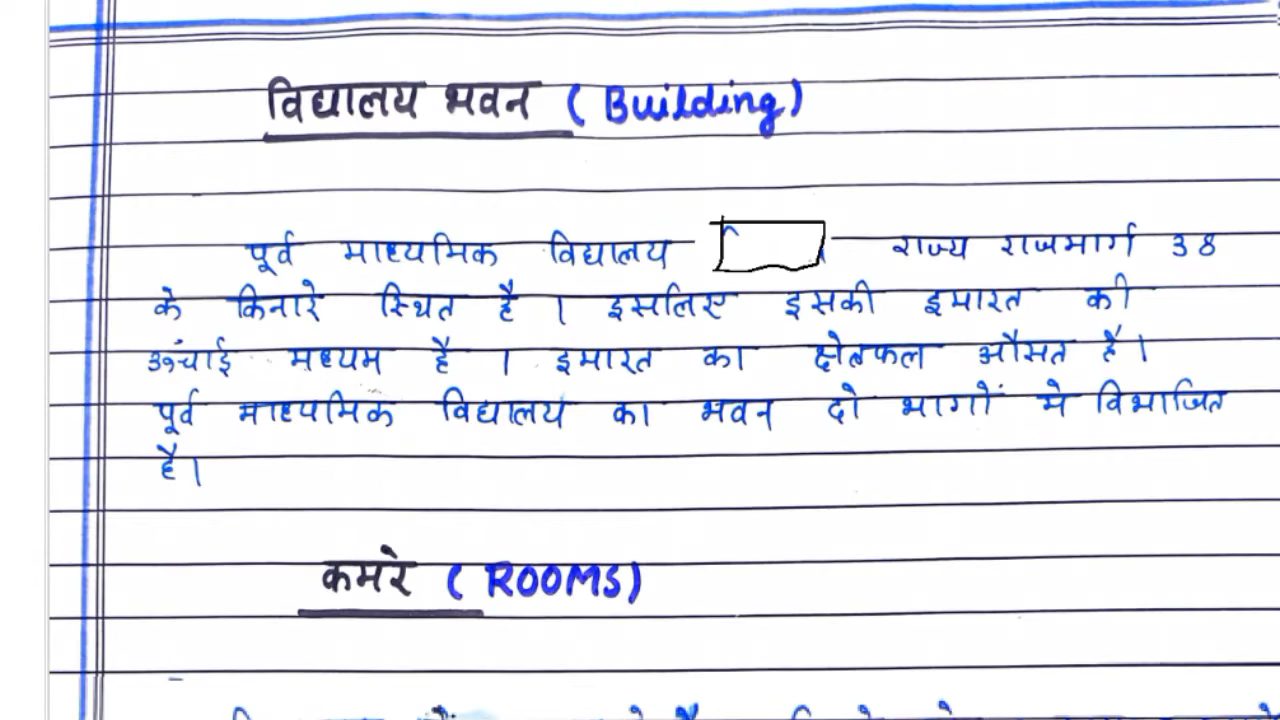 विद्यालय भवन (Building)
पूर्व माध्यमिक विद्यालय राज्य राजमार्ग 38
के किनारे स्थित है । इसलिए इसकी इमारत की
ऊंचाई मध्यम है । इमारत का क्षेत्रफल औसत है।
पूर्व माध्यमिक विद्यालय का भवन दो भागों मे विभाजित
है।
कमरे (ROOMS)